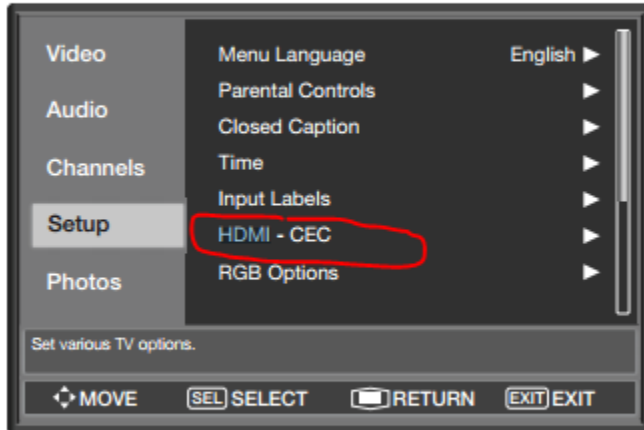 Video
Audio
Channels
Setup
Photos
Menu Language English ▶
Parental Controls ▶
Closed Caption ▶
Time ▶
Input Labels ▶
HDMI - CEC ▶
RGB Options ▶
Set various TV options.
MOVE SEL SELECT RETURN EXIT EXIT